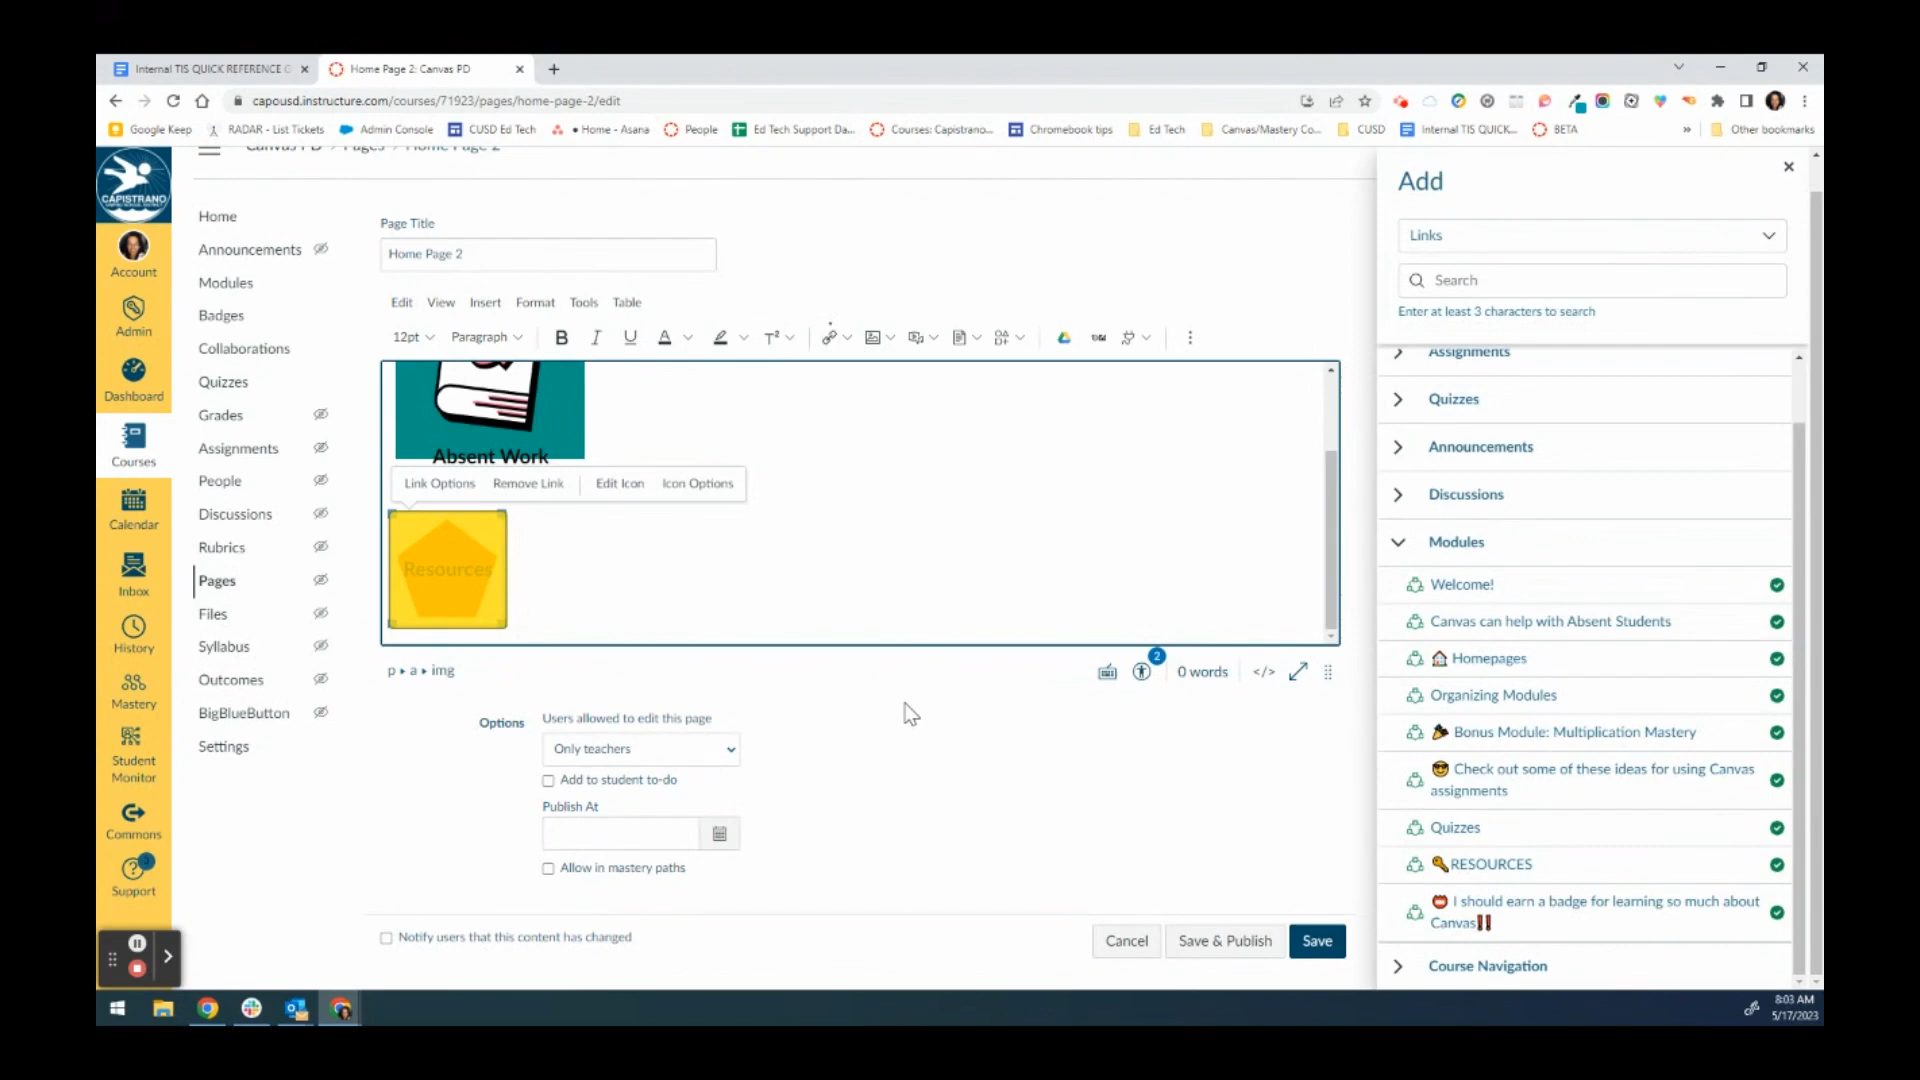 Internal TIS QUICK REFERENCE G
Home Page 2: Canvas PD
capousd.instructure.com/courses/71923/pages/home-page-2/edit
Google Keep
RADAR - List Tickets
Admin Console
CUSD Ed Tech
• Home - Asana
People
Ed Tech Support Da...
Courses: Capistrano...
Chromebook tips
Ed Tech
Canvas/Mastery Co...
CUSD
Internal TIS QUICK...
BETA
»
Other bookmarks
CAPISTRANO
Account
Admin
Dashboard
Courses
Calendar
Inbox
History
Mastery
Student
Monitor
Commons
Support
Canvas PD › Pages › Home Page 2
Home
Announcements
Modules
Badges
Collaborations
Quizzes
Grades
Assignments
People
Discussions
Rubrics
Pages
Files
Syllabus
Outcomes
BigBlueButton
Settings
Page Title
Home Page 2
Edit View Insert Format Tools Table
12pt Paragraph B I U A T²
Absent Work
Link Options Remove Link Edit Icon Icon Options
Resources
p ▸ a ▸ img
2
0 words </>
Options
Users allowed to edit this page
Only teachers
Add to student to-do
Publish At
Allow in mastery paths
Notify users that this content has changed
Cancel
Save & Publish
Save
Add
Links
Search
Enter at least 3 characters to search
Assignments
Quizzes
Announcements
Discussions
Modules
Welcome!
Canvas can help with Absent Students
🏠 Homepages
Organizing Modules
Bonus Module: Multiplication Mastery
😎 Check out some of these ideas for using Canvas
assignments
Quizzes
🔑RESOURCES
I should earn a badge for learning so much about
Canvas‼
Course Navigation
8:03 AM
5/17/2023